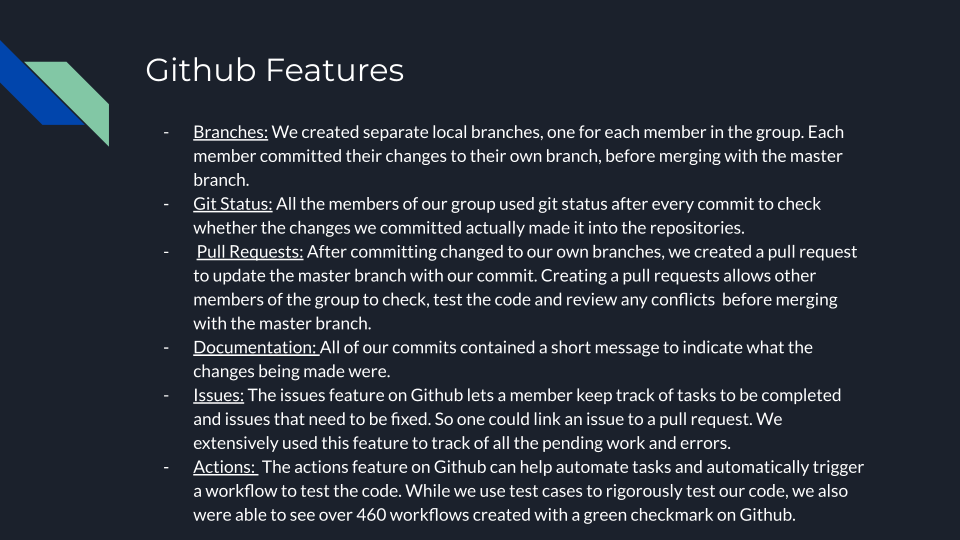 Github Features
- Branches: We created separate local branches, one for each member in the group. Each
member committed their changes to their own branch, before merging with the master
branch.
- Git Status: All the members of our group used git status after every commit to check
whether the changes we committed actually made it into the repositories.
- Pull Requests: After committing changed to our own branches, we created a pull request
to update the master branch with our commit. Creating a pull requests allows other
members of the group to check, test the code and review any conflicts before merging
with the master branch.
- Documentation: All of our commits contained a short message to indicate what the
changes being made were.
- Issues: The issues feature on Github lets a member keep track of tasks to be completed
and issues that need to be fixed. So one could link an issue to a pull request. We
extensively used this feature to track of all the pending work and errors.
- Actions: The actions feature on Github can help automate tasks and automatically trigger
a workflow to test the code. While we use test cases to rigorously test our code, we also
were able to see over 460 workflows created with a green checkmark on Github.